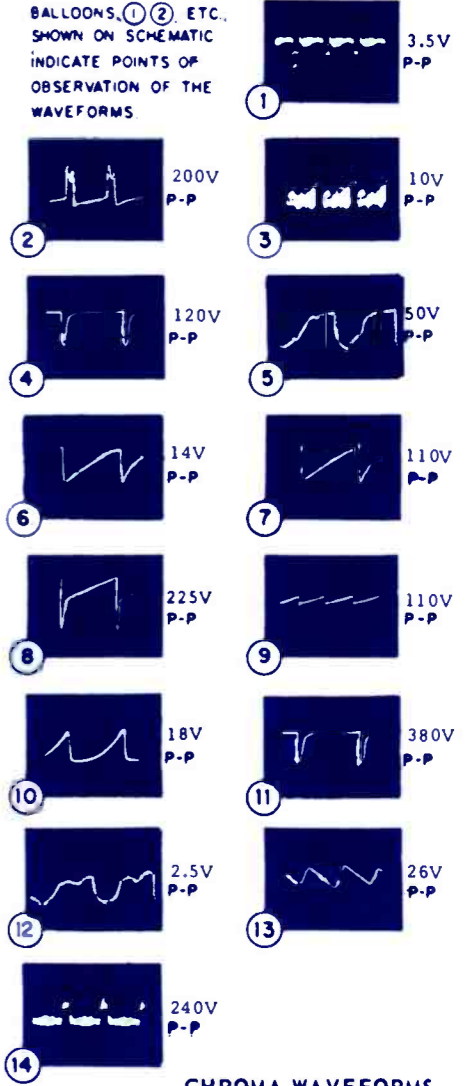 BALLOONS, ① ② ETC.,
SHOWN ON SCHEMATIC
INDICATE POINTS OF
OBSERVATION OF THE
WAVEFORMS.
3.5V
P-P
1
200V
P-P
2
10V
P-P
3
120V
P-P
4
50V
P-P
5
14V
P-P
6
110V
P-P
7
225V
P-P
8
110V
P-P
9
18V
P-P
10
380V
P-P
11
2.5V
P-P
12
26V
P-P
13
240V
P-P
14
CHROMA WAVEFORMS